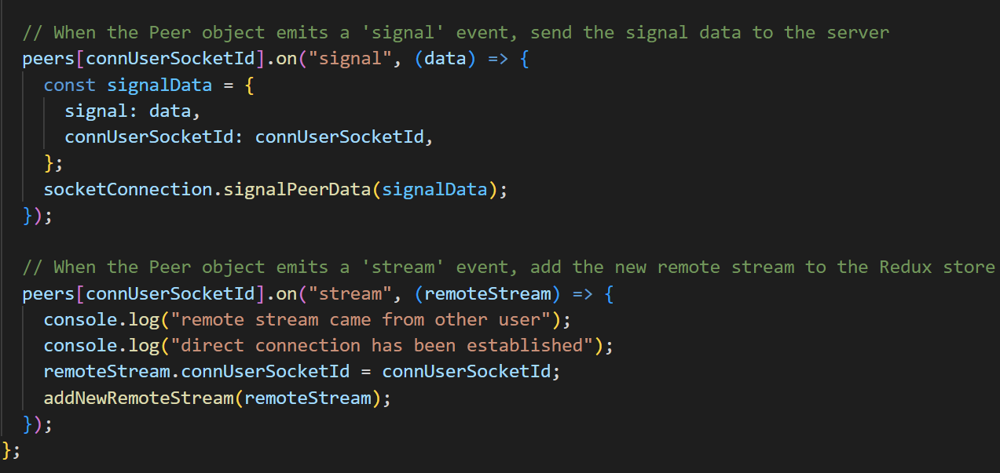 // When the Peer object emits a 'signal' event, send the signal data to the server
peers[connUserSocketId].on("signal", (data) => {
const signalData = {
signal: data,
connUserSocketId: connUserSocketId,
};
socketConnection.signalPeerData(signalData);
});
// When the Peer object emits a 'stream' event, add the new remote stream to the Redux store
peers[connUserSocketId].on("stream", (remoteStream) => {
console.log("remote stream came from other user");
console.log("direct connection has been established");
remoteStream.connUserSocketId = connUserSocketId;
addNewRemoteStream(remoteStream);
});
};